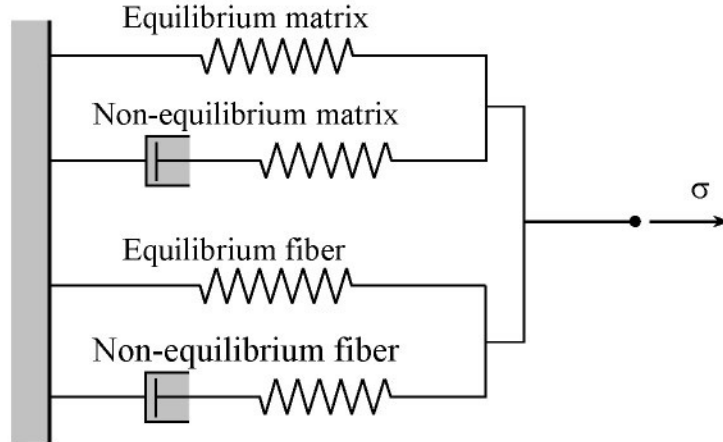 Equilibrium matrix
Non-equilibrium matrix
σ
Equilibrium fiber
Non-equilibrium fiber